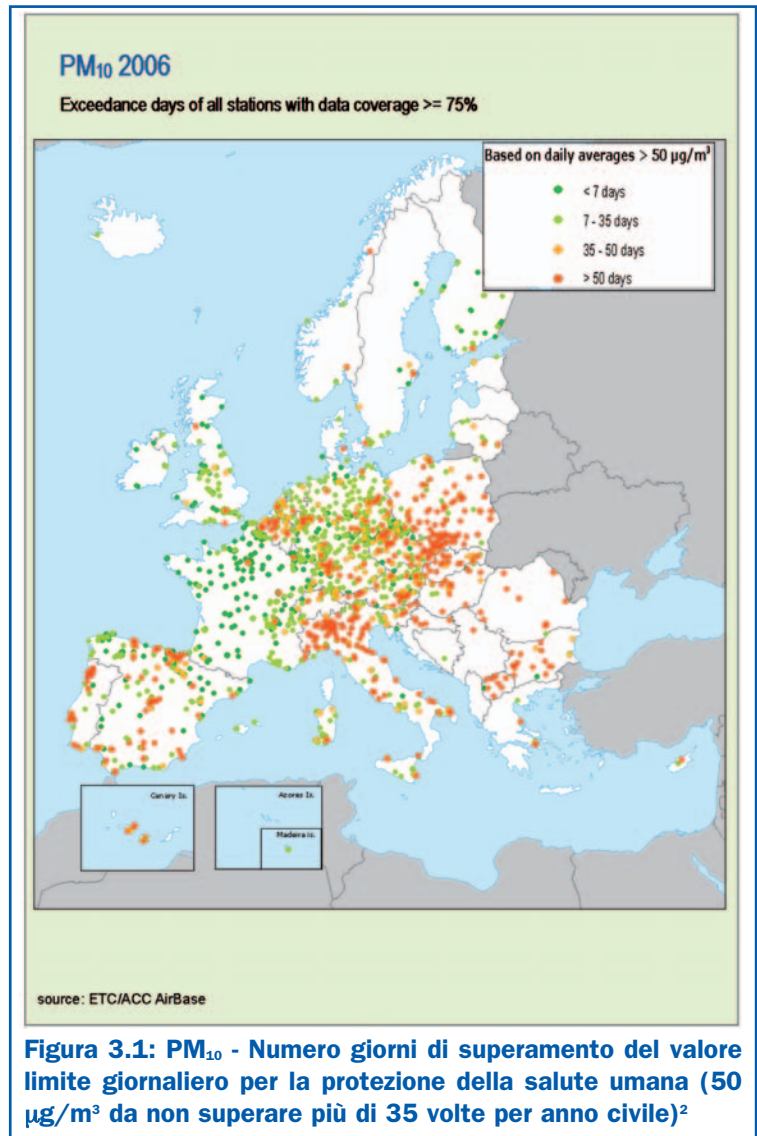 PM₁₀ 2006
Exceedance days of all stations with data coverage >= 75%
Based on daily averages > 50 µg/m³
< 7 days
7 - 35 days
35 - 50 days
> 50 days
Canary Is.
Azores Is.
Madeira is.
source: ETC/ACC AirBase
Figura 3.1: PM₁₀ - Numero giorni di superamento del valore
limite giornaliero per la protezione della salute umana (50
µg/m³ da non superare più di 35 volte per anno civile)²